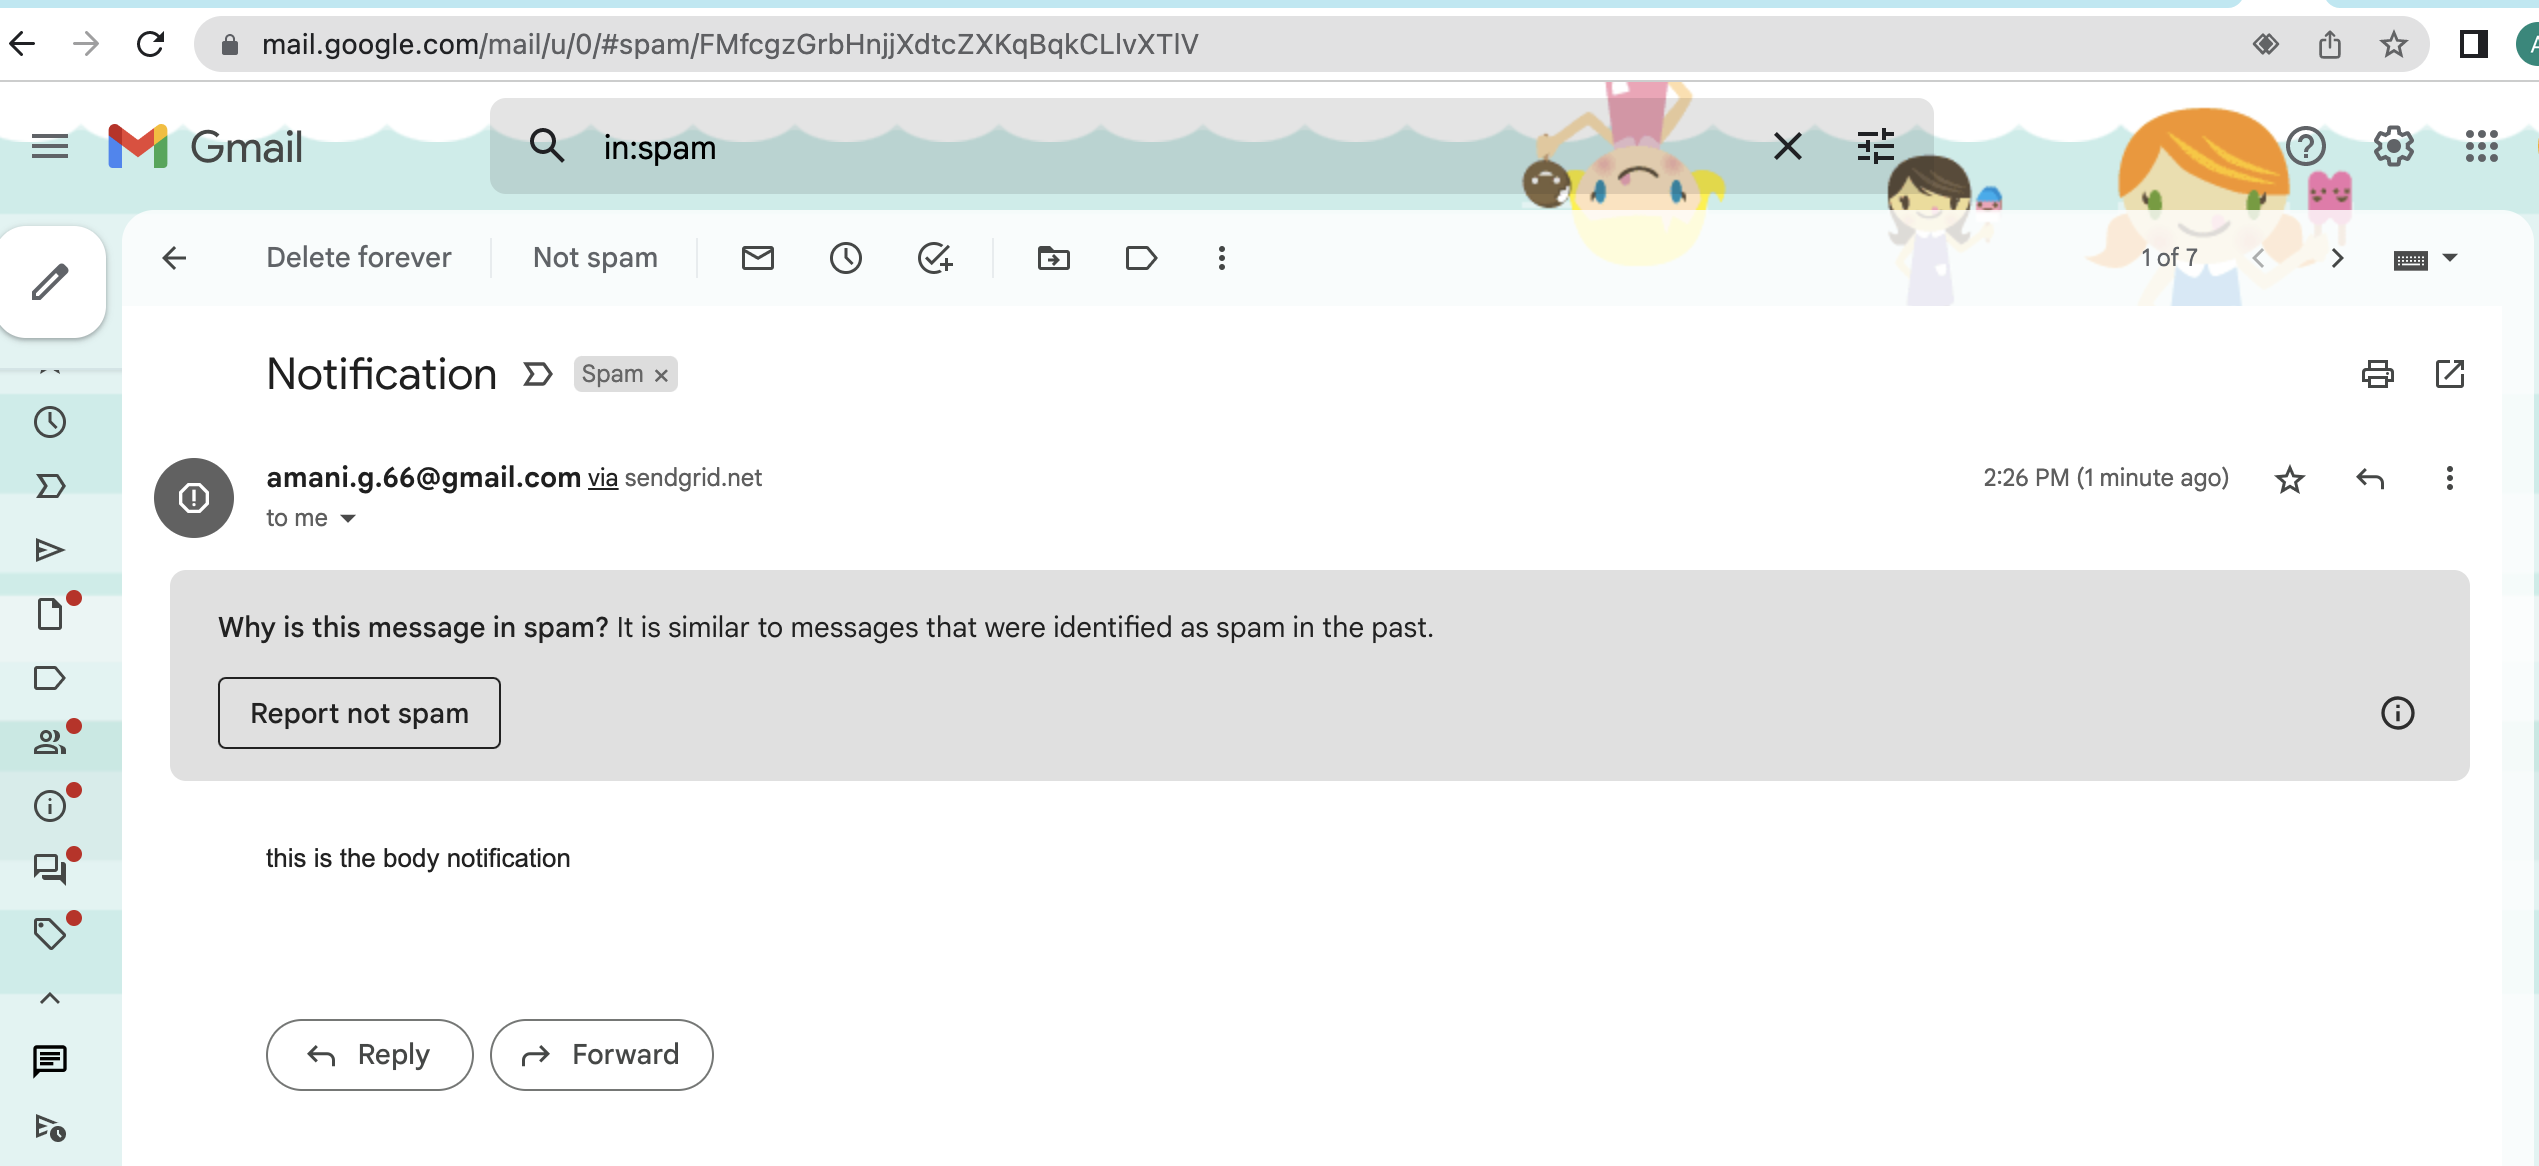 mail.google.com/mail/u/0/#spam/FMfcgzGrbHnjjXdtcZXKqBqkCLlvXTlV
Gmail
in:spam
Delete forever
Not spam
1 of 7
Notification
Spam
amani.g.66@gmail.com via sendgrid.net
2:26 PM (1 minute ago)
to me
Why is this message in spam? It is similar to messages that were identified as spam in the past.
Report not spam
this is the body notification
Reply
Forward